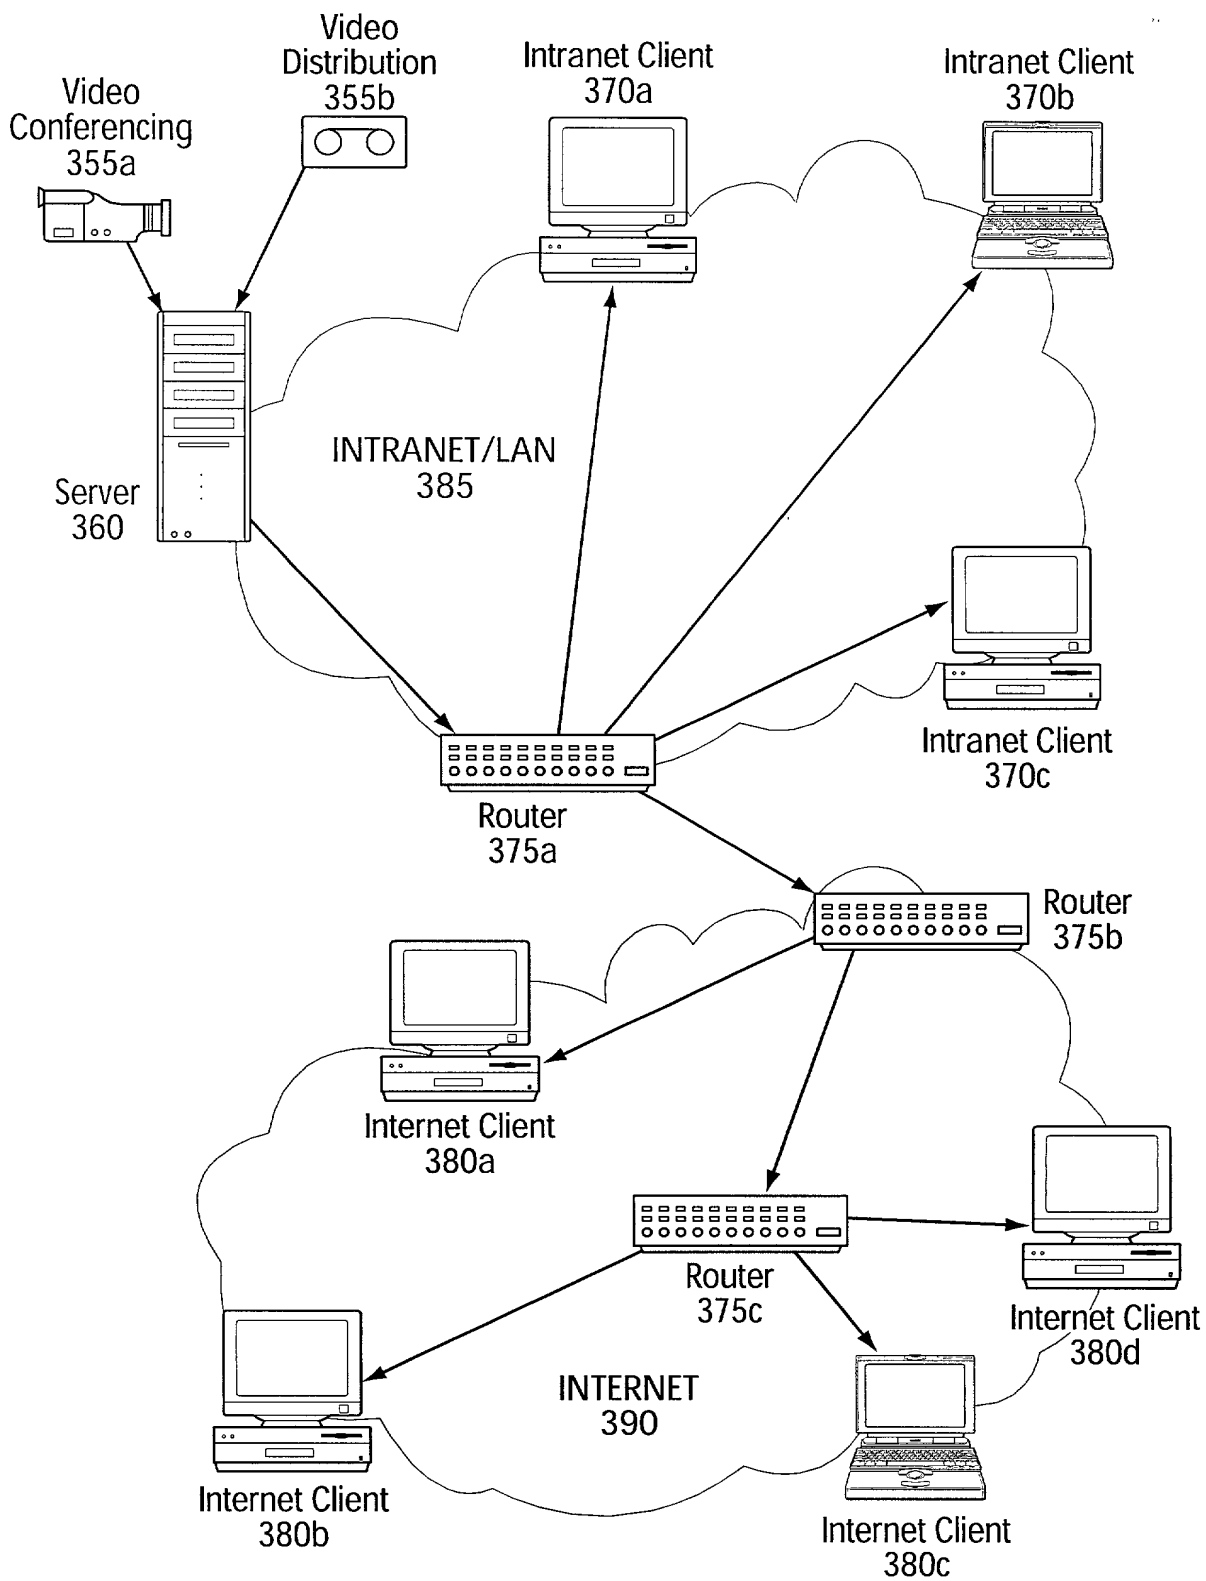 Video
Distribution
355b
Video
Conferencing
355a
Intranet Client
370a
Intranet Client
370b
INTRANET/LAN
385
Server
360
Intranet Client
370c
Router
375a
Router
375b
Internet Client
380a
Router
375c
Internet Client
380d
INTERNET
390
Internet Client
380b
Internet Client
380c